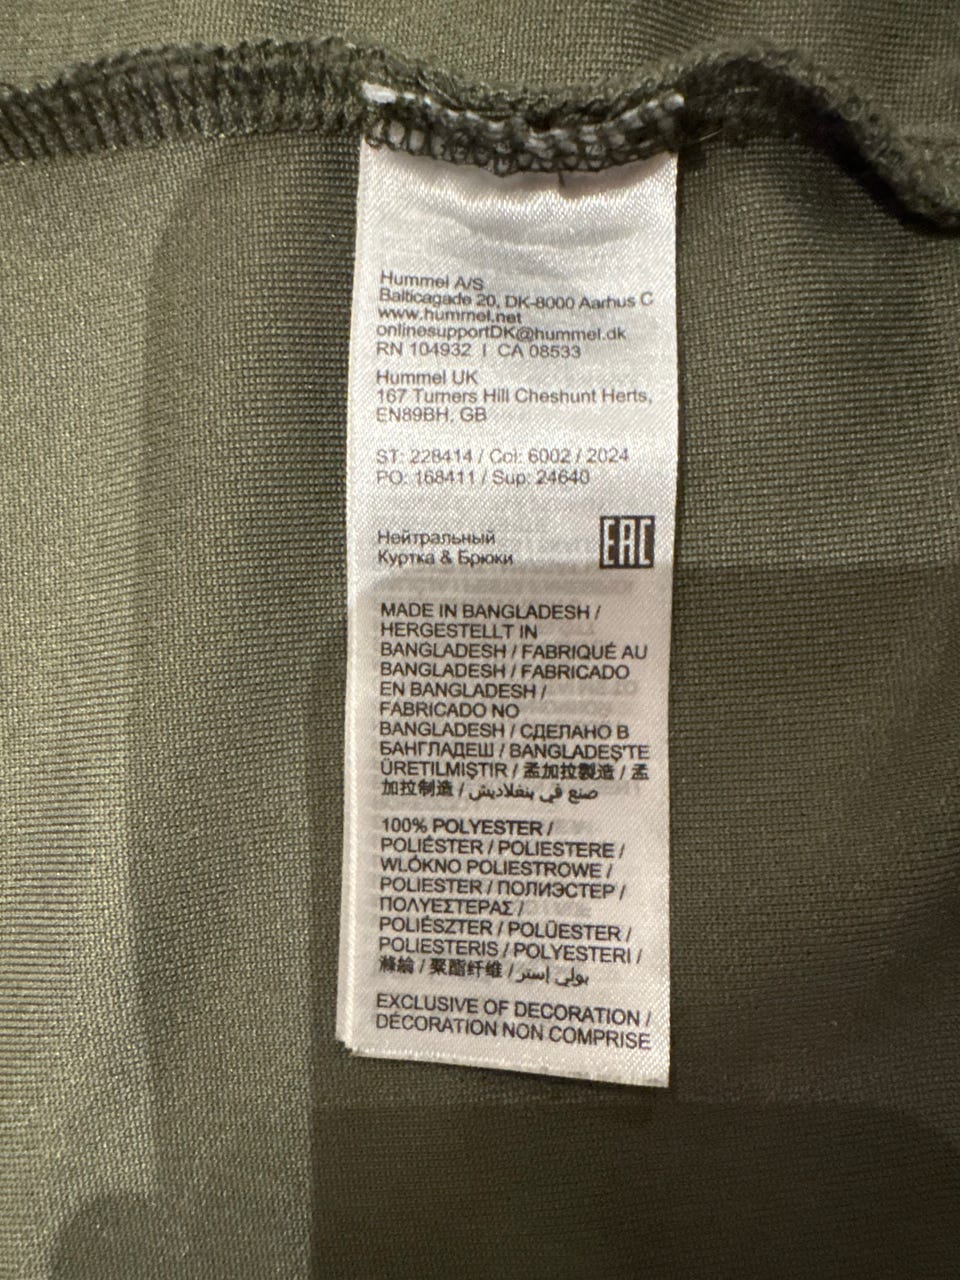 Hummel A/S
Balticagade 20, DK-8000 Aarhus C
www.hummel.net
onlinesupportDK@hummel.dk
RN 104932 | CA 08533
Hummel UK
167 Turners Hill Cheshunt Herts,
EN89BH, GB
ST: 228414 / Col: 6002 / 2024
PO: 168411 / Sup: 24640
Нейтральный
Куртка & Брюки
EAC
MADE IN BANGLADESH /
HERGESTELLT IN
BANGLADESH / FABRIQUÉ AU
BANGLADESH / FABRICADO
EN BANGLADESH /
FABRICADO NO
BANGLADESH / СДЕЛАНО В
БАНГЛАДЕШ / BANGLADEŞ'TE
ÜRETILMIŞTIR / 孟加拉製造 / 孟
加拉制造 / صنع في بنغلاديش
100% POLYESTER /
POLIÉSTER / POLIESTERE /
WLÓKNO POLIESTROWE /
POLIESTER / ПОЛИЭСТЕР /
ΠΟΛΥΕΣΤΕΡΑΣ /
POLIÉSZTER / POLÜESTER /
POLIESTERIS / POLYESTERI /
滌綸 / 聚酯纤维 / بولي إستر
EXCLUSIVE OF DECORATION /
DÉCORATION NON COMPRISE